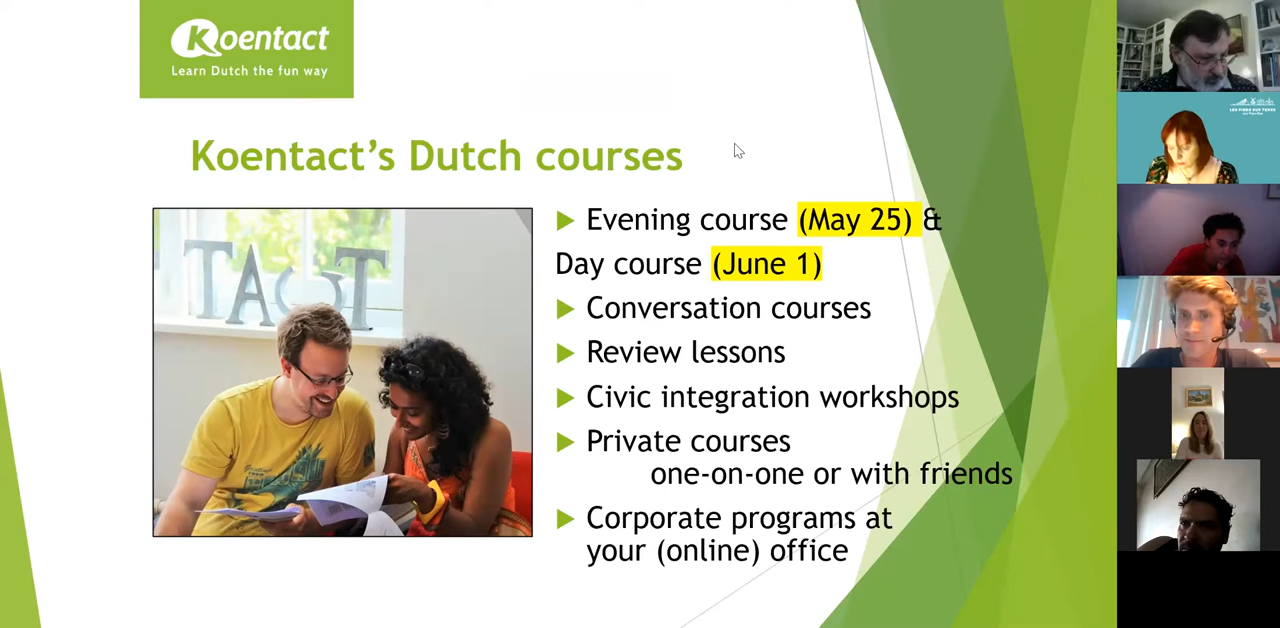 Koentact
Learn Dutch the fun way
Koentact's Dutch courses
TACT
Evening course (May 25) &
Day course (June 1)
Conversation courses
Review lessons
Civic integration workshops
Private courses
one-on-one or with friends
Corporate programs at
your (online) office